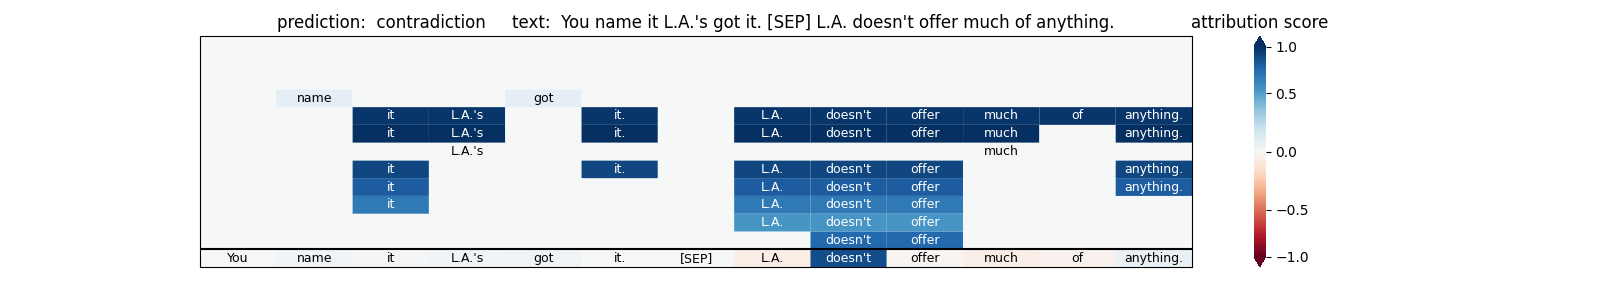 prediction:  contradiction     text:  You name it L.A.'s got it. [SEP] L.A. doesn't offer much of anything.
attribution score
name got
it L.A.'s it. L.A. doesn't offer much of anything.
it L.A.'s it. L.A. doesn't offer much anything.
L.A.'s much
it it. L.A. doesn't offer anything.
it L.A. doesn't offer anything.
it L.A. doesn't offer
L.A. doesn't offer
doesn't offer
You name it L.A.'s got it. [SEP] L.A. doesn't offer much of anything.
1.0
0.5
0.0
−0.5
−1.0